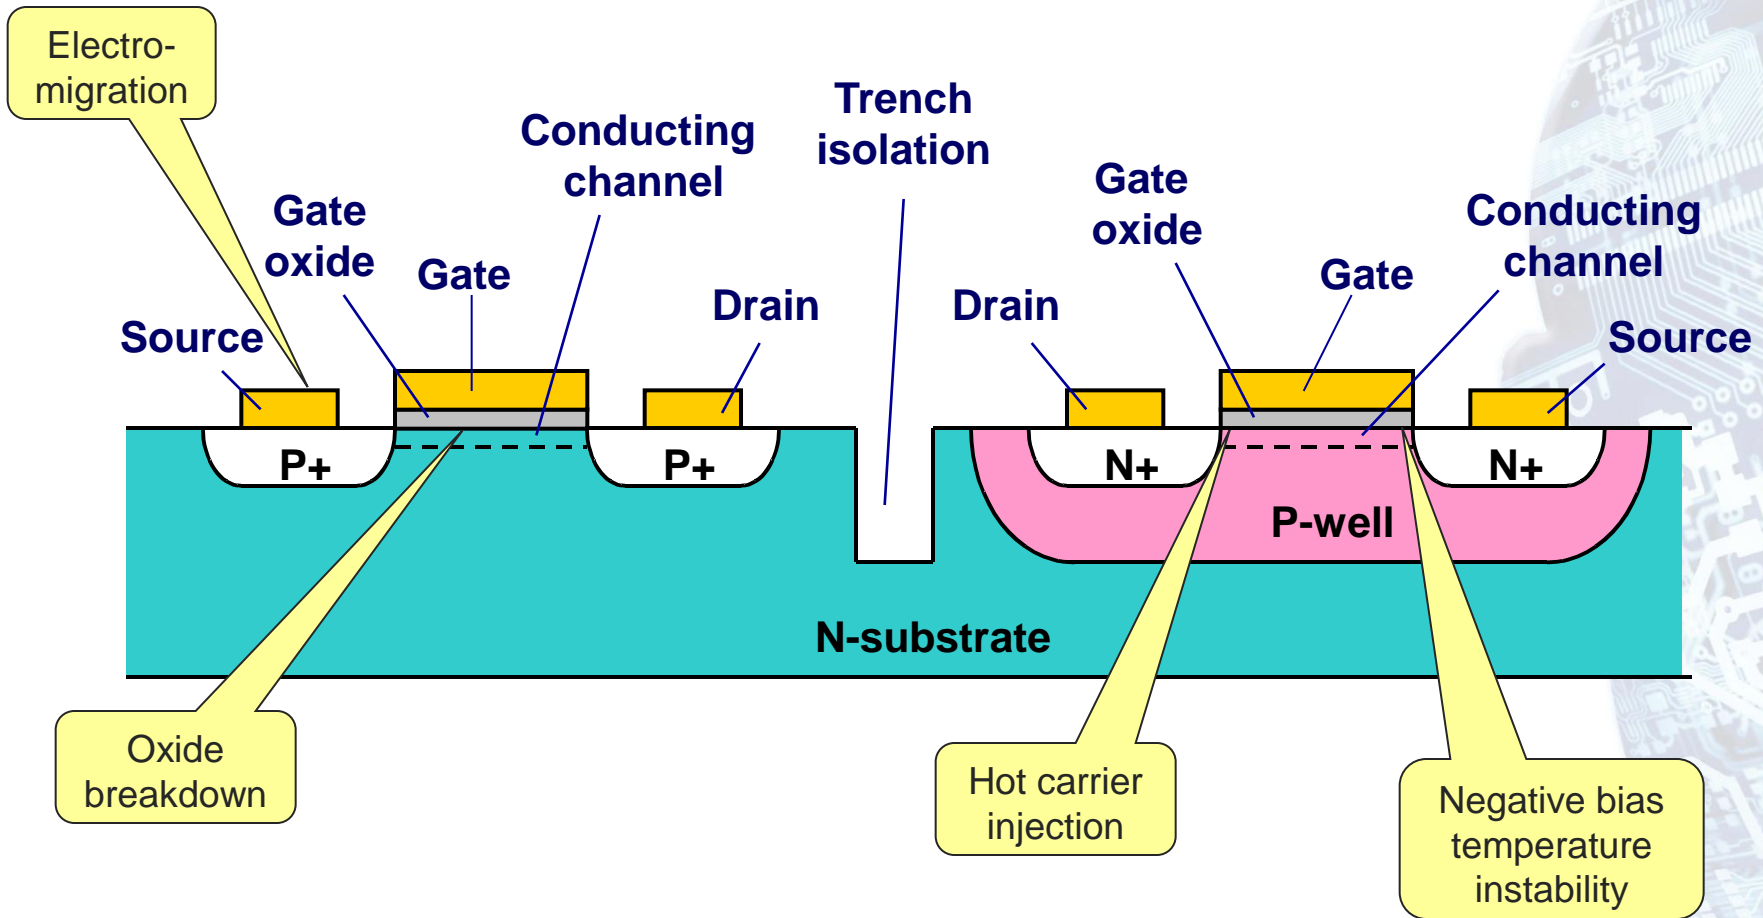 Electro-
migration
Trench
isolation
Conducting
channel
Gate
oxide
Gate
oxide
Conducting
channel
Gate
Gate
Drain
Drain
Source
Source
P+
P+
N+
N+
P-well
N-substrate
Oxide
breakdown
Hot carrier
injection
Negative bias
temperature
instability